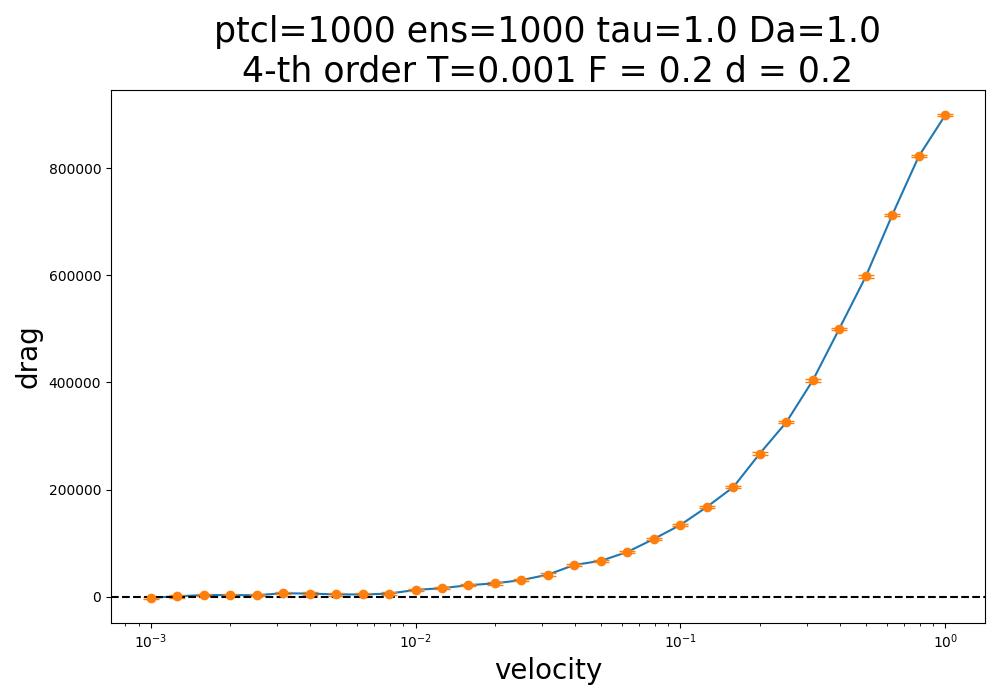 ptcl=1000 ens=1000 tau=1.0 Da=1.0
4-th order T=0.001 F = 0.2 d = 0.2
drag
800000
600000
400000
200000
0
10⁻³
10⁻²
10⁻¹
10⁰
velocity